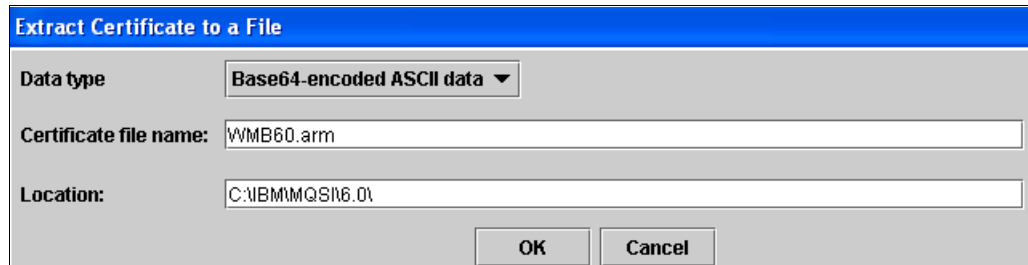 Extract Certificate to a File
Data type Base64-encoded ASCII data
Certificate file name: WMB60.arm
Location: C:\IBM\MQSI\6.0\
OK Cancel